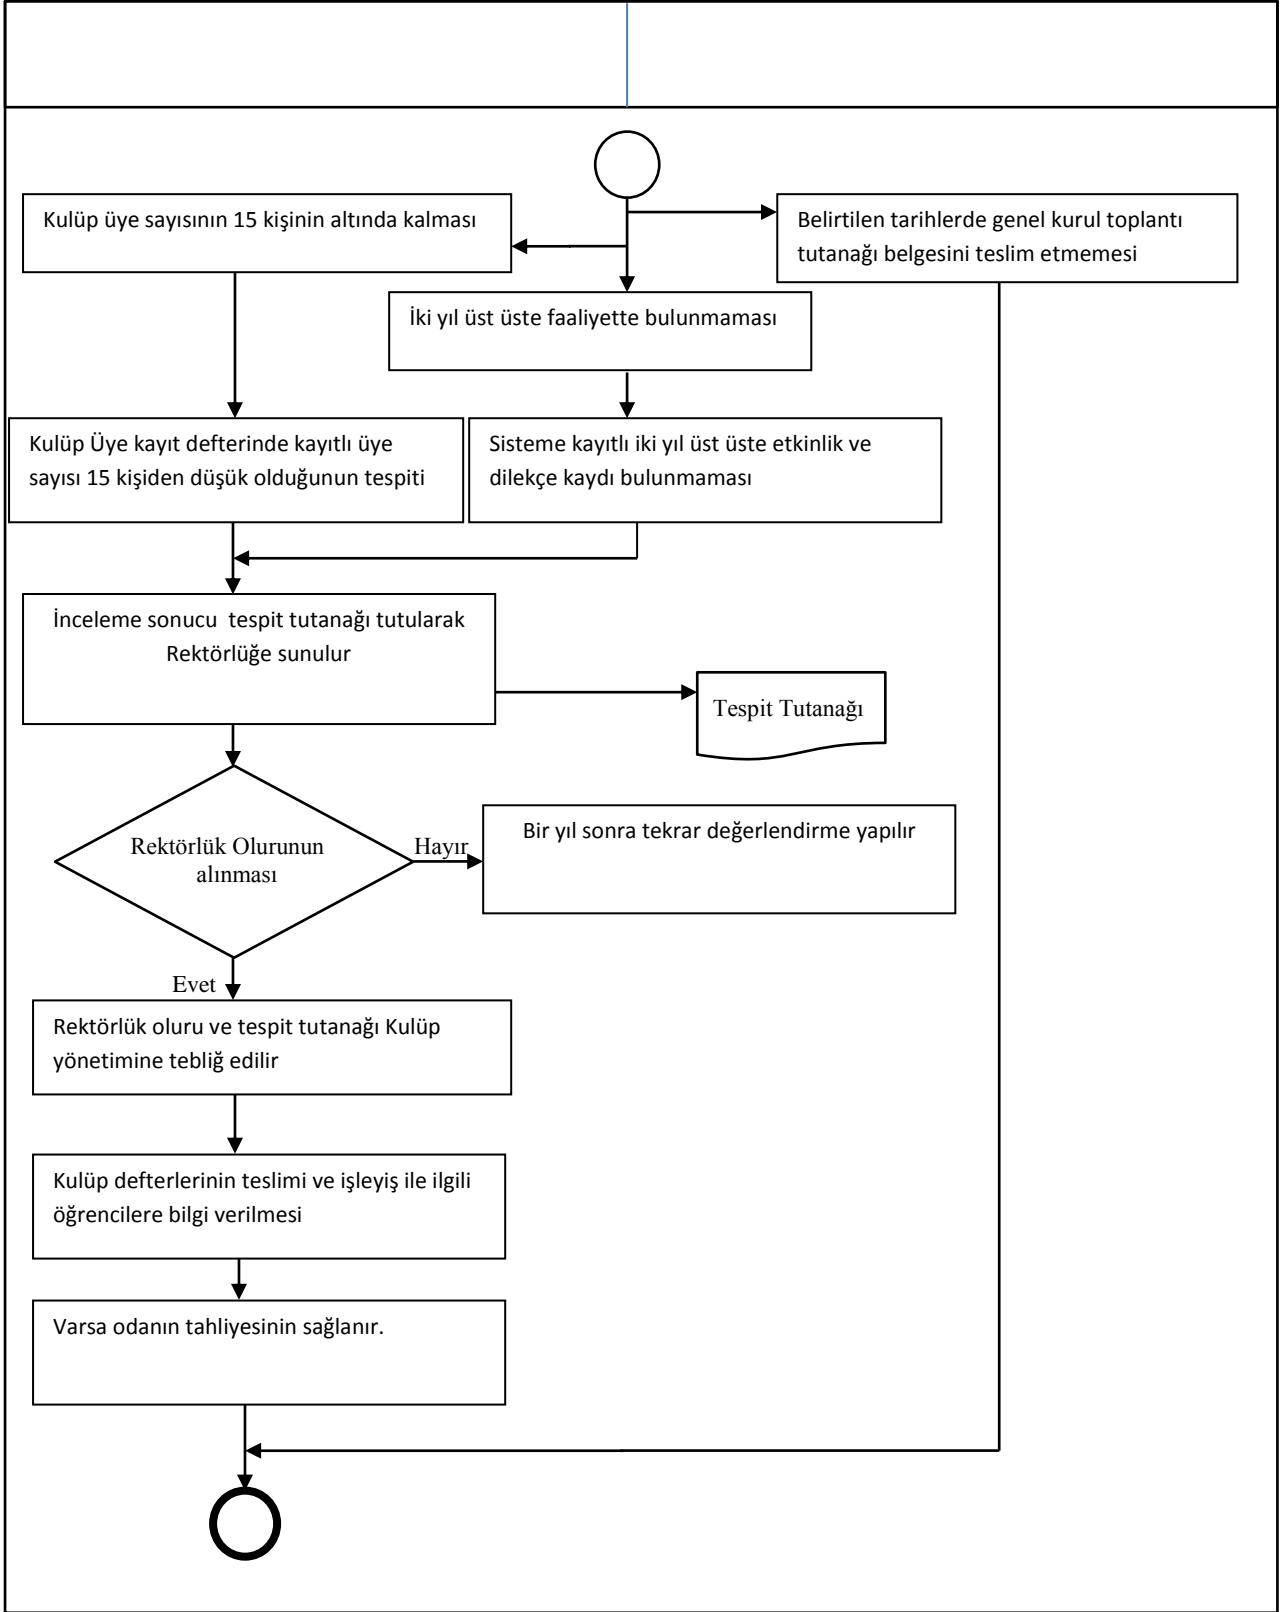 Kulüp üye sayısının 15 kişinin altında kalması
Belirtilen tarihlerde genel kurul toplantı
tutanağı belgesini teslim etmemesi
İki yıl üst üste faaliyette bulunmaması
Kulüp Üye kayıt defterinde kayıtlı üye
sayısı 15 kişiden düşük olduğunun tespiti
Sisteme kayıtlı iki yıl üst üste etkinlik ve
dilekçe kaydı bulunmaması
İnceleme sonucu tespit tutanağı tutularak
Rektörlüğe sunulur
Tespit Tutanağı
Rektörlük Olurunun
alınması
Hayır
Bir yıl sonra tekrar değerlendirme yapılır
Evet
Rektörlük oluru ve tespit tutanağı Kulüp
yönetimine tebliğ edilir
Kulüp defterlerinin teslimi ve işleyiş ile ilgili
öğrencilere bilgi verilmesi
Varsa odanın tahliyesinin sağlanır.